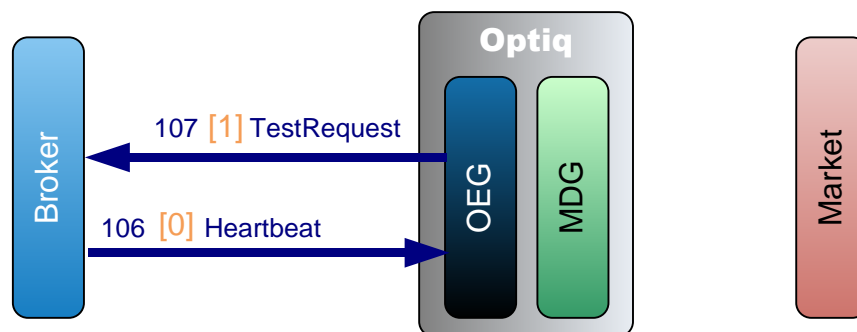 Optiq
107 [1] TestRequest
106 [0] Heartbeat
Broker
OEG
MDG
Market